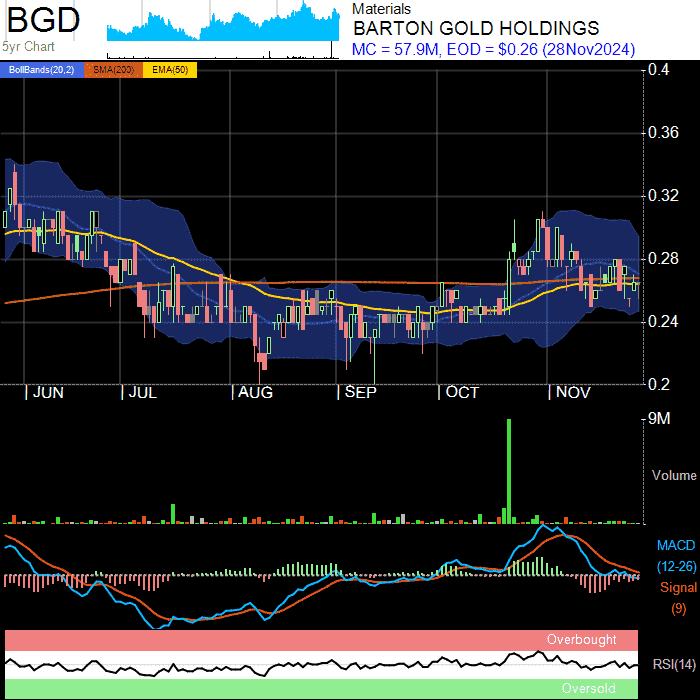 BGD
5yr Chart
Materials
BARTON GOLD HOLDINGS
MC = 57.9M, EOD = $0.26 (28Nov2024)
BollBands(20,2) SMA(200) EMA(50)
0.4
0.36
0.32
0.28
0.24
0.2
JUN JUL AUG SEP OCT NOV
9M
Volume
MACD
(12-26)
Signal
(9)
Overbought
RSI(14)
Oversold